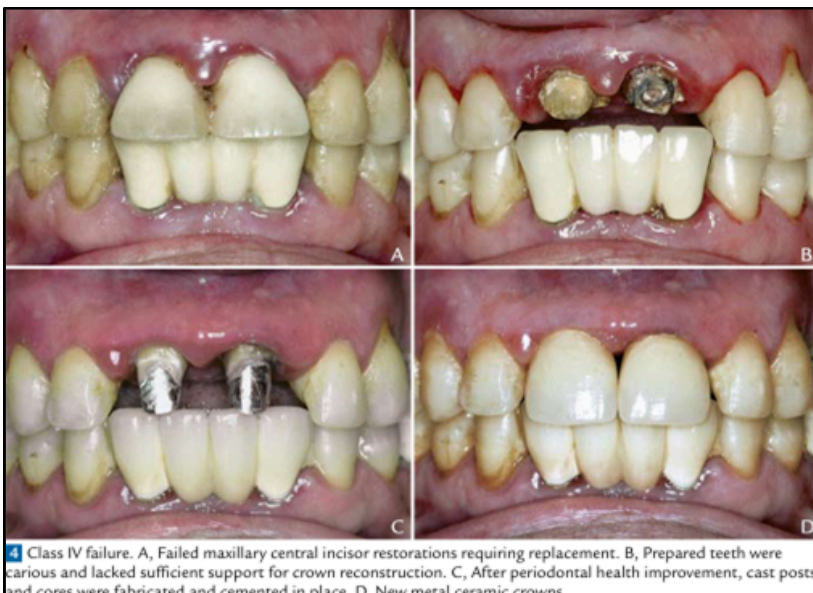 A
B
C
D
4 Class IV failure. A, Failed maxillary central incisor restorations requiring replacement. B, Prepared teeth were
carious and lacked sufficient support for crown reconstruction. C, After periodontal health improvement, cast posts
and cores were fabricated and cemented in place. D, New metal ceramic crowns.